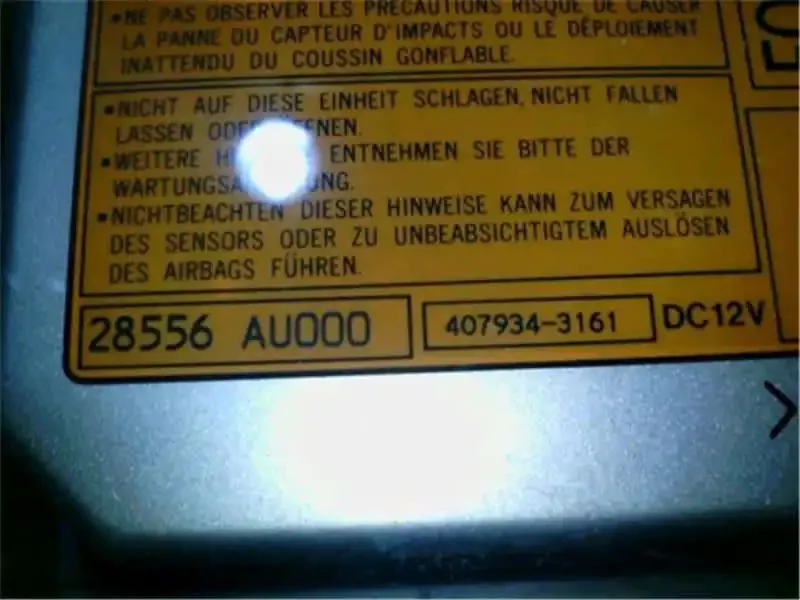 •NE PAS OBSERVER LES PRÉCAUTIONS RISQUE DE CAUSER
LA PANNE DU CAPTEUR D'IMPACTS OU LE DÉPLOIEMENT
INATTENDU DU COUSSIN GONFLABLE.
•NICHT AUF DIESE EINHEIT SCHLAGEN, NICHT FALLEN
LASSEN
•WEITERE ENTNEHMEN SIE BITTE DER
•NICHTBEACHTEN DIESER HINWEISE KANN ZUM VERSAGEN
DES SENSORS ODER ZU UNBEABSICHTIGTEM AUSLÖSEN
DES AIRBAGS FÜHREN.
28556 AU000
407934-3161 DC12V